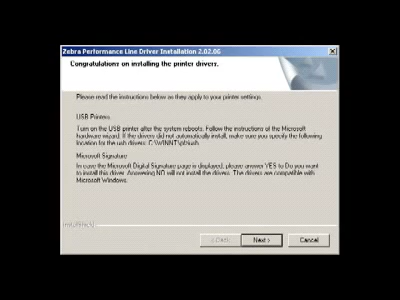 Zebra Performance Line Driver Installation 2.02.06
Congratulations on installing the printer drivers.
Please read the instructions below as they apply to your printer settings.
USB Printers
Turn on the USB printer after the system reboots. Follow the instructions of the Microsoft
hardware wizard. If the drivers did not automatically install, make sure you specify the following
location for the usb drivers: C:\WINNT\
Microsoft Signature
In case the Microsoft Digital Signature page is displayed, please answer YES to Do you want
to install this driver. Answering NO will not install the drivers. The drivers are compatible with
Microsoft Windows.
InstallShield
< Back
Next >
Cancel